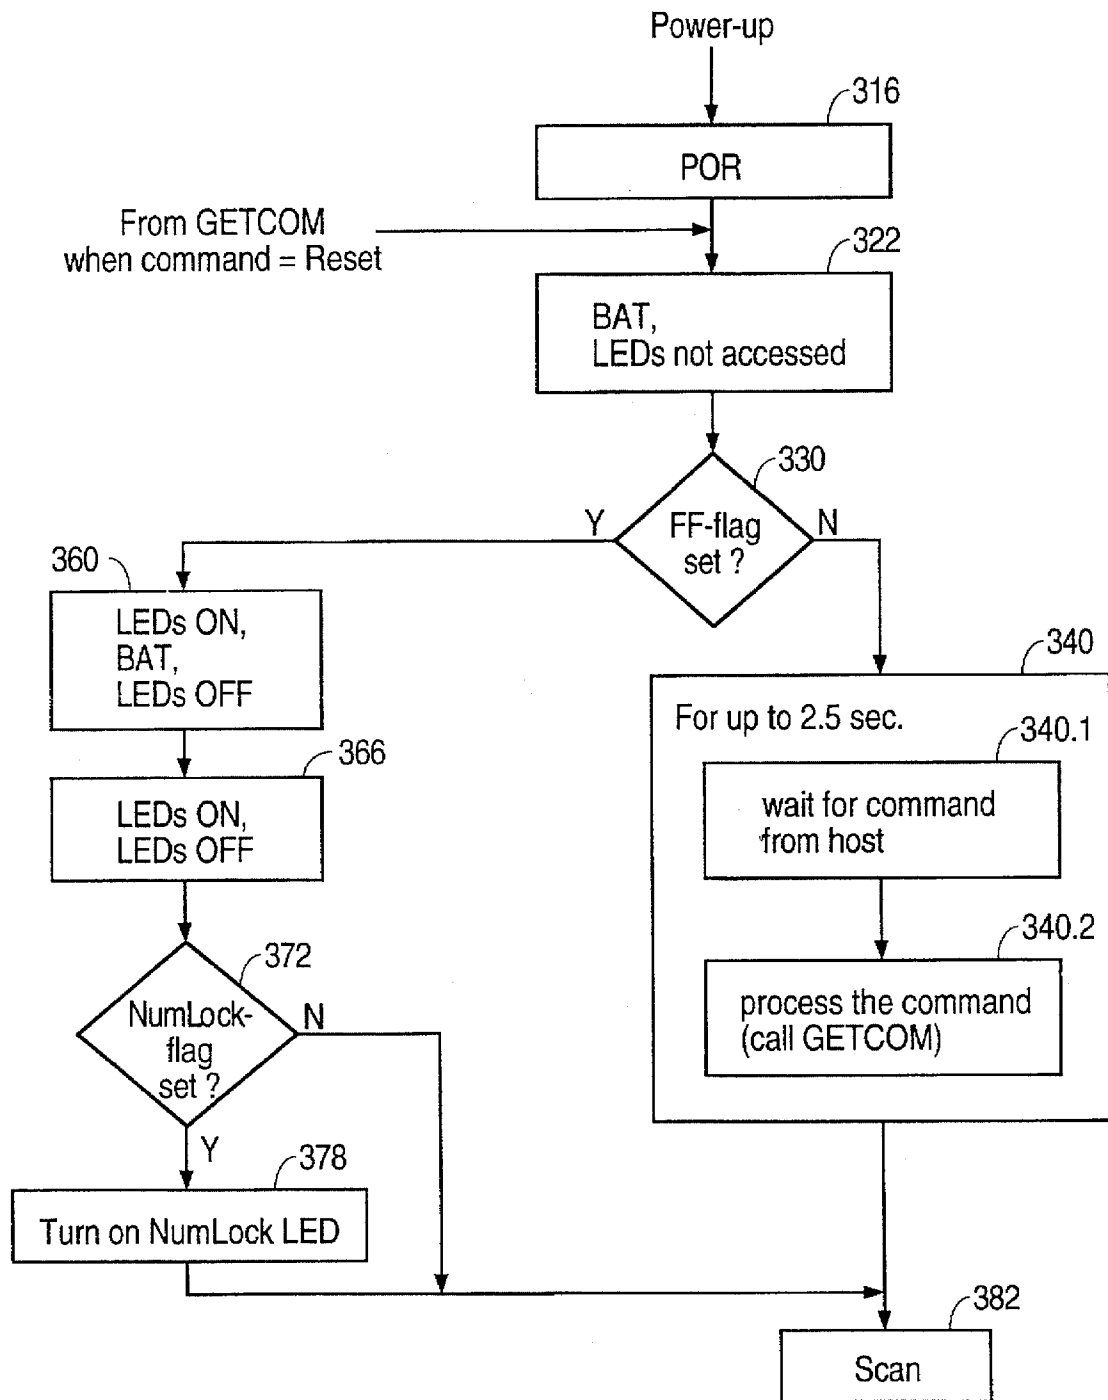 Power-up
316
POR
From GETCOM
when command = Reset
322
BAT,
LEDs not accessed
330
FF-flag
set ?
Y
N
360
LEDs ON,
BAT,
LEDs OFF
340
For up to 2.5 sec.
340.1
wait for command
from host
366
LEDs ON,
LEDs OFF
340.2
process the command
(call GETCOM)
372
NumLock-
flag
set ?
N
Y
378
Turn on NumLock LED
382
Scan